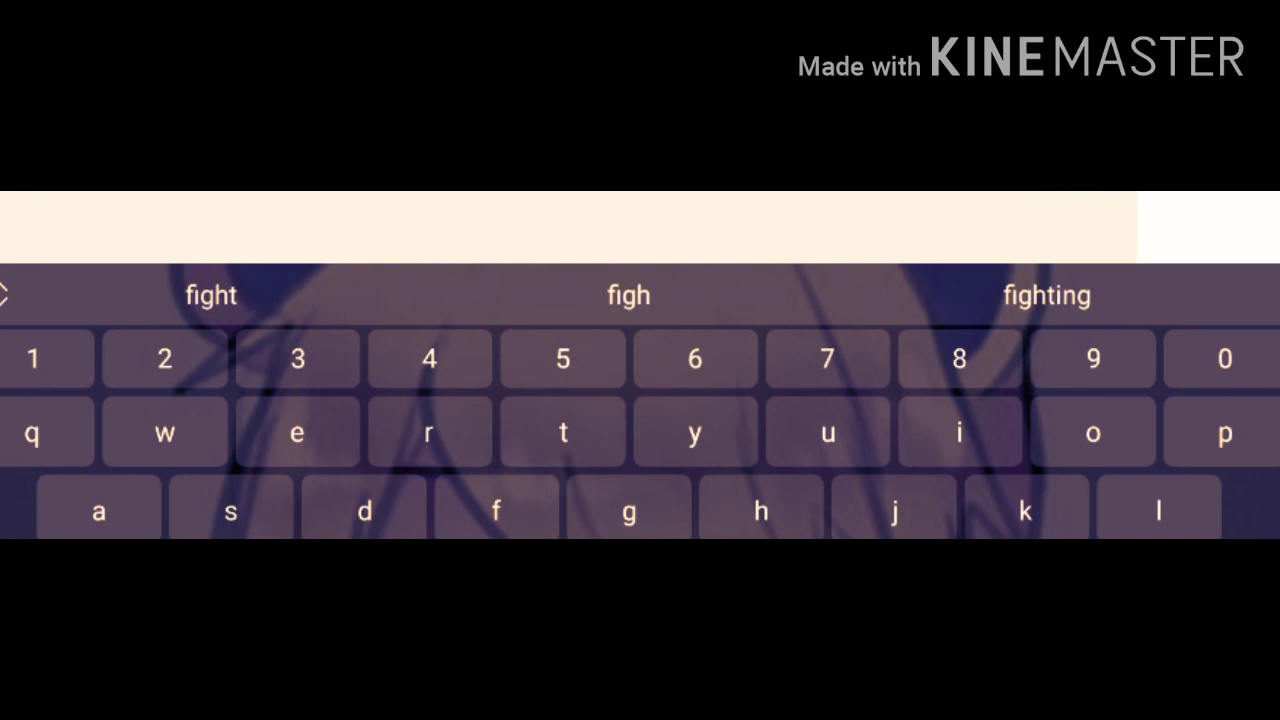 Made with KINEMASTER
fight figh fighting
1 2 3 4 5 6 7 8 9 0
q w e r t y u i o p
a s d f g h j k l